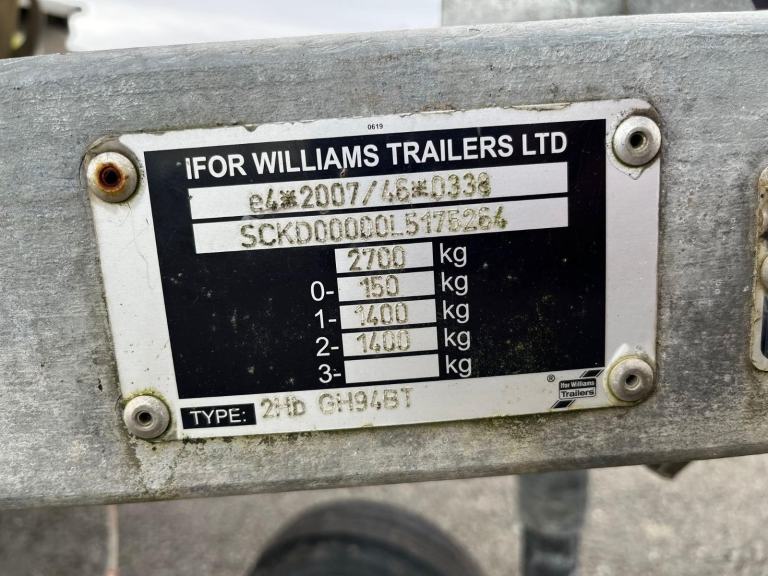 0619
IFOR WILLIAMS TRAILERS LTD
e4*2007/46*0338
SCKD00000L5175264
2700 kg
0- 150 kg
1- 1400 kg
2- 1400 kg
3- kg
® Ifor Williams
Trailers
TYPE: 2Hb GH94BT